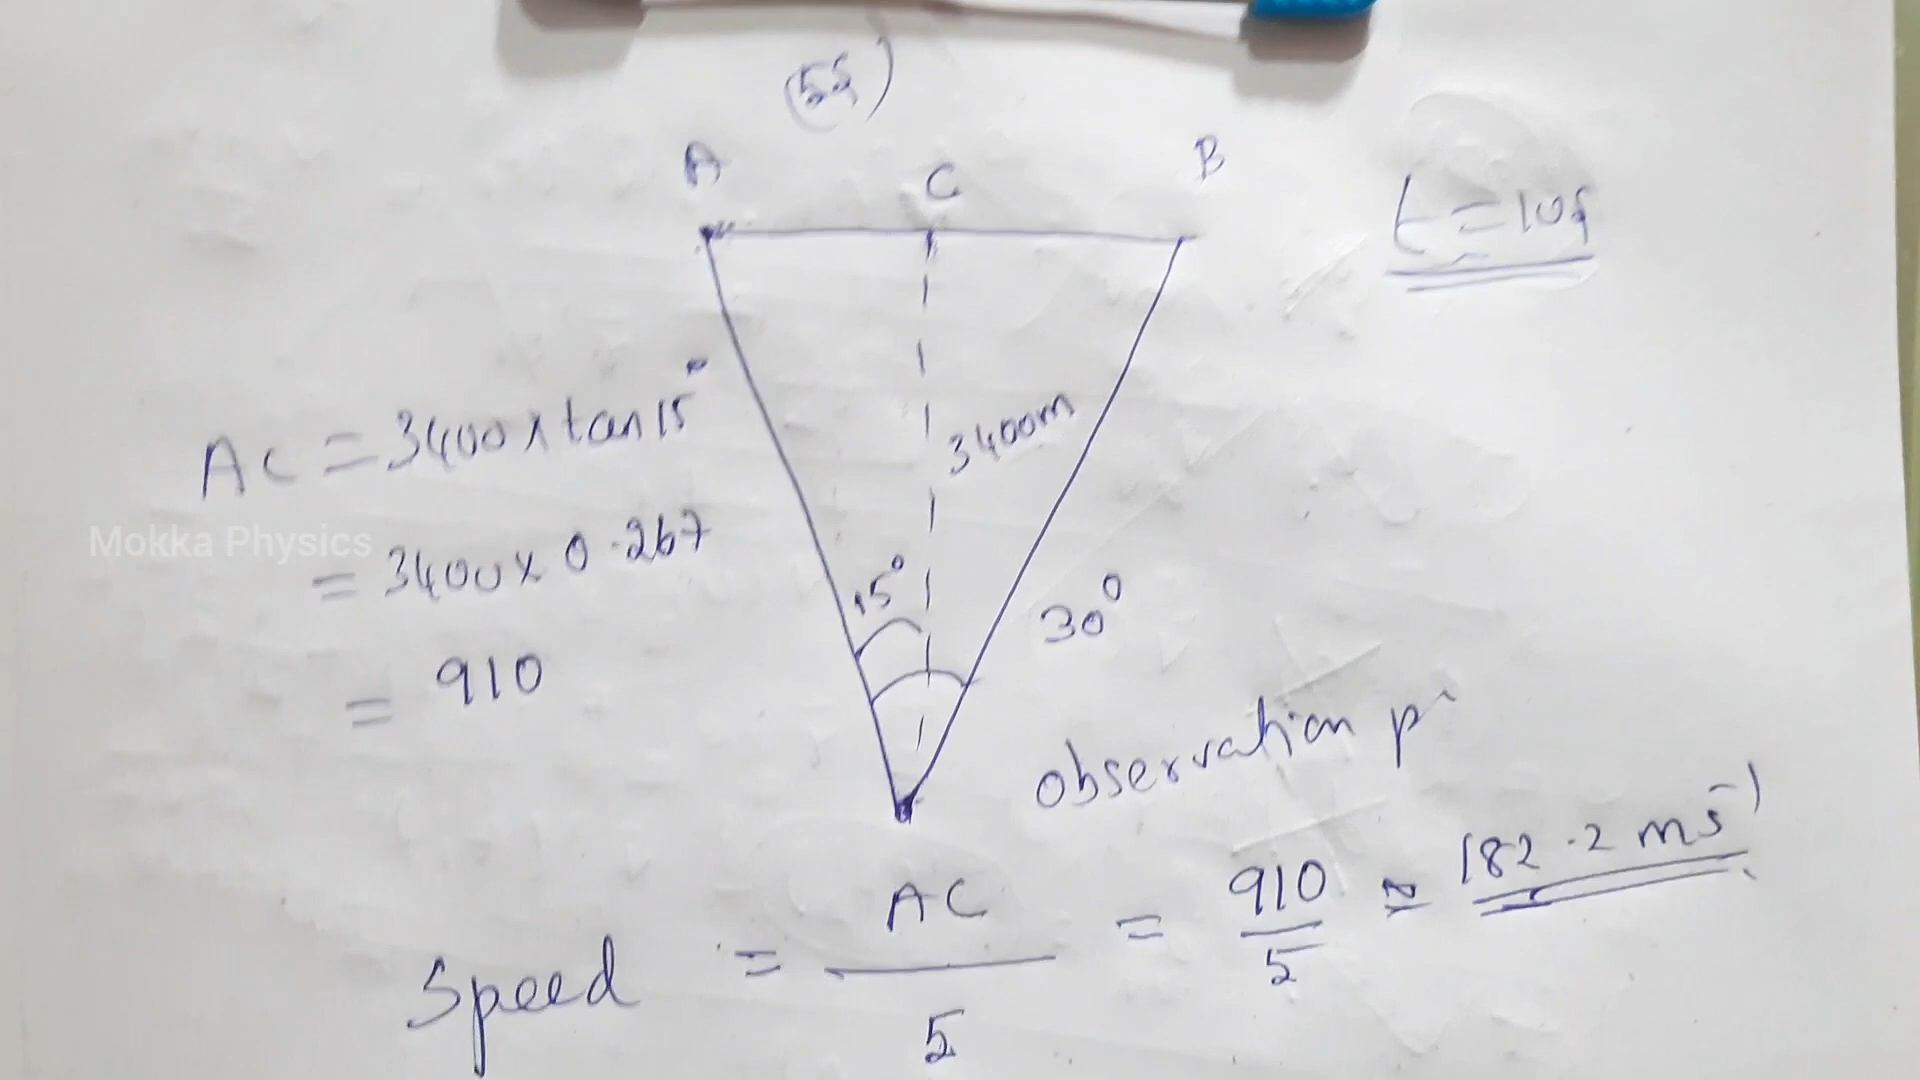 (5s)
A C B
t = 10s
3400m
AC = 3400 x tan 15°
Mokka Physics
= 3400 x 0.267
15°
30°
= 910
observation
Speed = AC / 5 = 910 / 5 ≈ 182.2 ms⁻¹